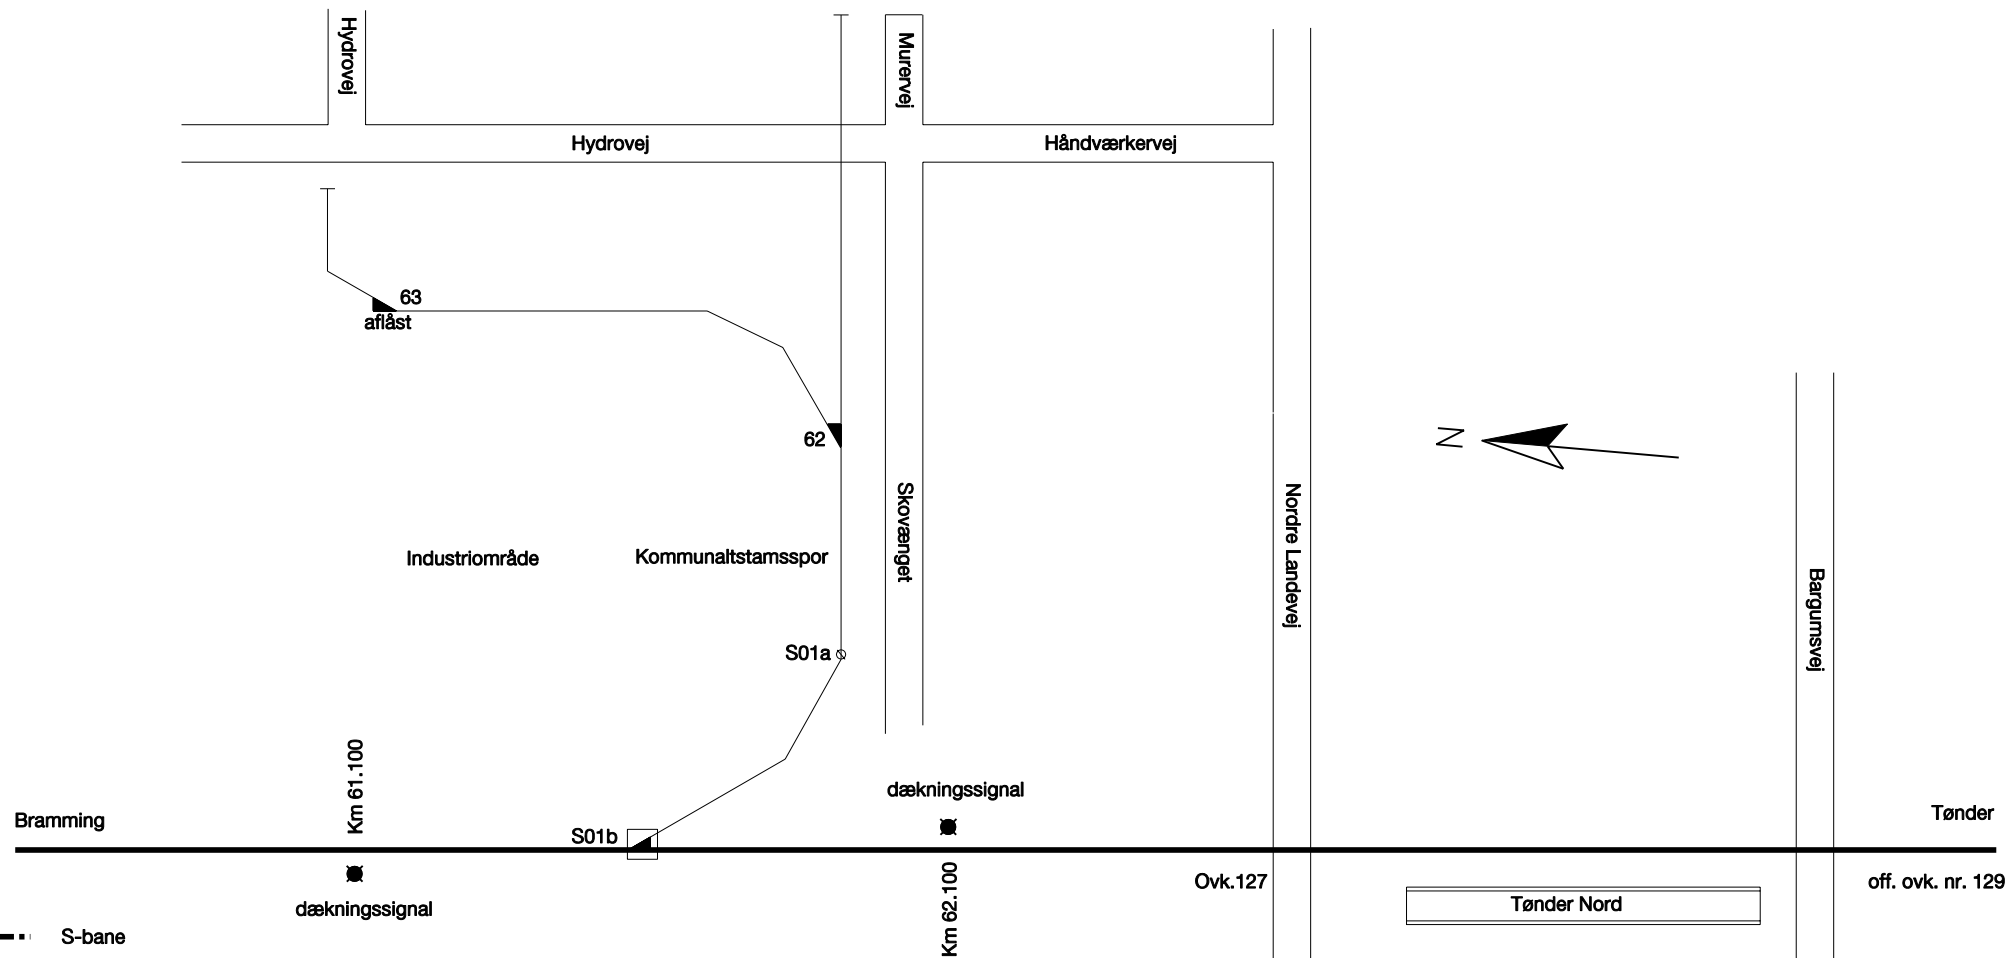 Hydrovej
Murervej
Hydrovej
Håndværkervej
63
aflåst
62
N
Skovænget
Nordre Landevej
Industriområde
Kommunaltstamsspor
Bargumsvej
S01a
Km 61.100
dækningssignal
Bramming
S01b
Tønder
Ovk.127
off. ovk. nr. 129
dækningssignal
Km 62.100
Tønder Nord
S-bane